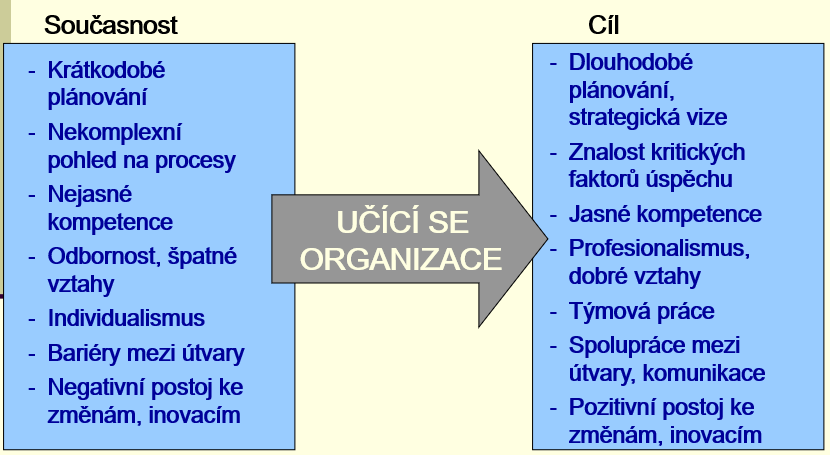 Současnost
- Krátkodobé
plánování
- Nekomplexní
pohled na procesy
- Nejasné
kompetence
- Odbornost, špatné
vztahy
- Individualismus
- Bariéry mezi útvary
- Negativní postoj ke
změnám, inovacím
UČÍCÍ SE
ORGANIZACE
Cíl
- Dlouhodobé
plánování,
strategická vize
- Znalost kritických
faktorů úspěchu
- Jasné kompetence
- Profesionalismus,
dobré vztahy
- Týmová práce
- Spolupráce mezi
útvary, komunikace
- Pozitivní postoj ke
změnám, inovacím